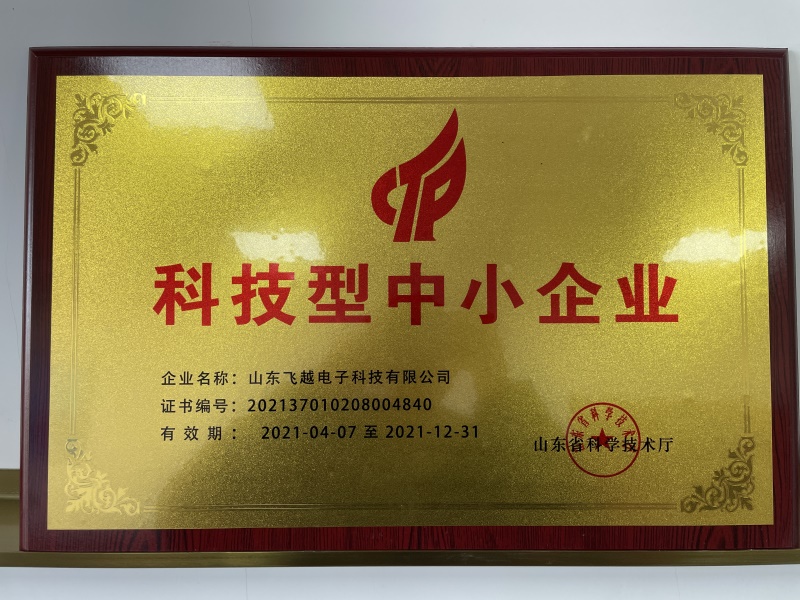 CTP
科技型中小企业
企业名称：山东飞越电子科技有限公司
证书编号：202137010208004840
有效期：2021-04-07 至 2021-12-31
山东省科学技术厅